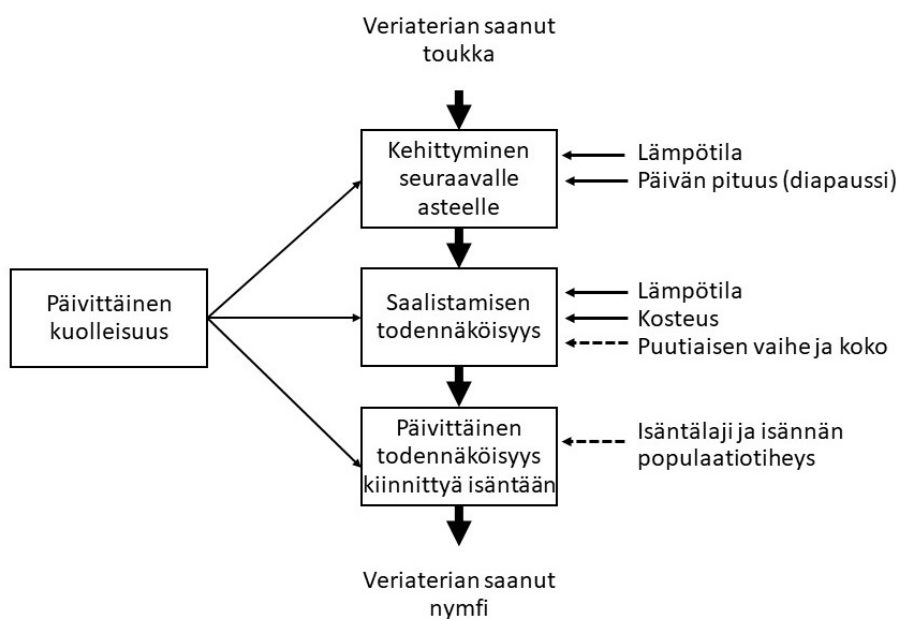 Veriaterian saanut
toukka
Kehittyminen
seuraavalle
asteelle
Lämpötila
Päivän pituus (diapaussi)
Päivittäinen
kuolleisuus
Saalistamisen
todennäköisyys
Lämpötila
Kosteus
Puutiaisen vaihe ja koko
Päivittäinen
todennäköisyys
kiinnittyä isäntään
Isäntälaji ja isännän
populaatiotiheys
Veriaterian saanut
nymfi